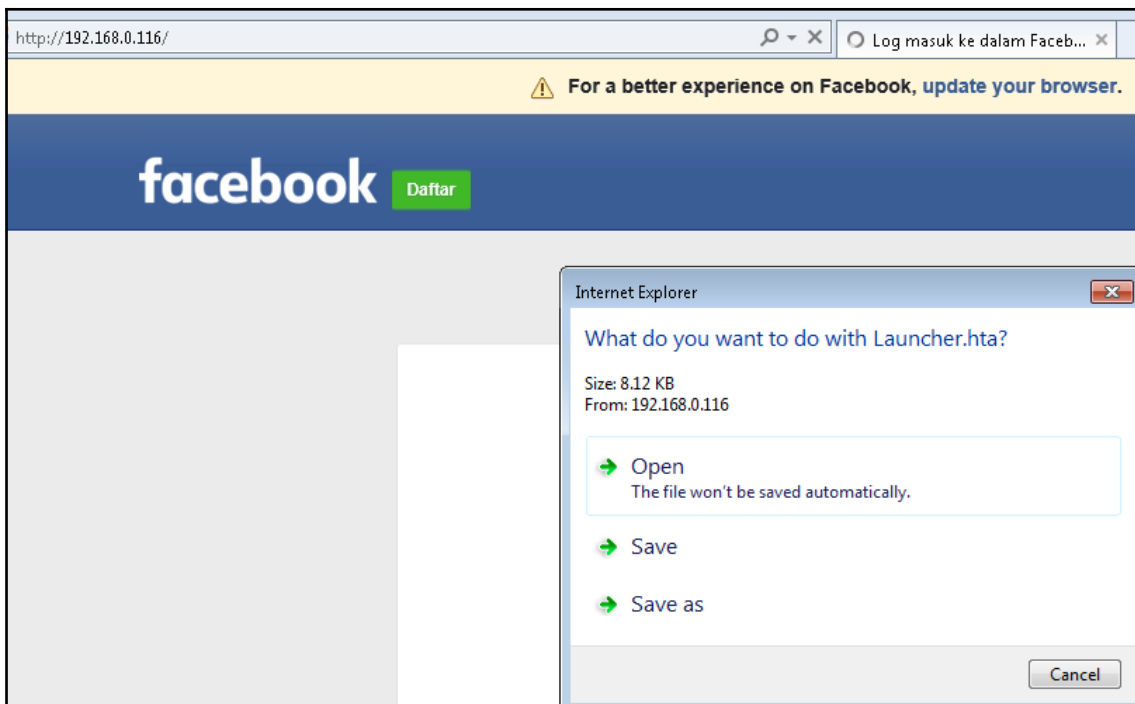 http://192.168.0.116/
Log masuk ke dalam Faceb...
For a better experience on Facebook, update your browser.
facebook
Daftar
Internet Explorer
What do you want to do with Launcher.hta?
Size: 8.12 KB
From: 192.168.0.116
Open
The file won't be saved automatically.
Save
Save as
Cancel